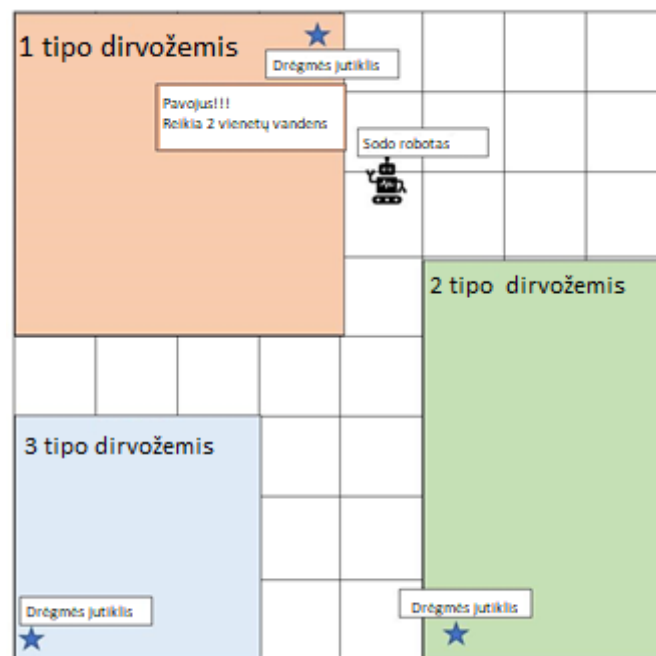 1 tipo dirvožemis
Drėgmės jutiklis
Pavojus!!!
Reikia 2 vienetų vandens
Sodo robotas
2 tipo dirvožemis
3 tipo dirvožemis
Drėgmės jutiklis
Drėgmės jutiklis